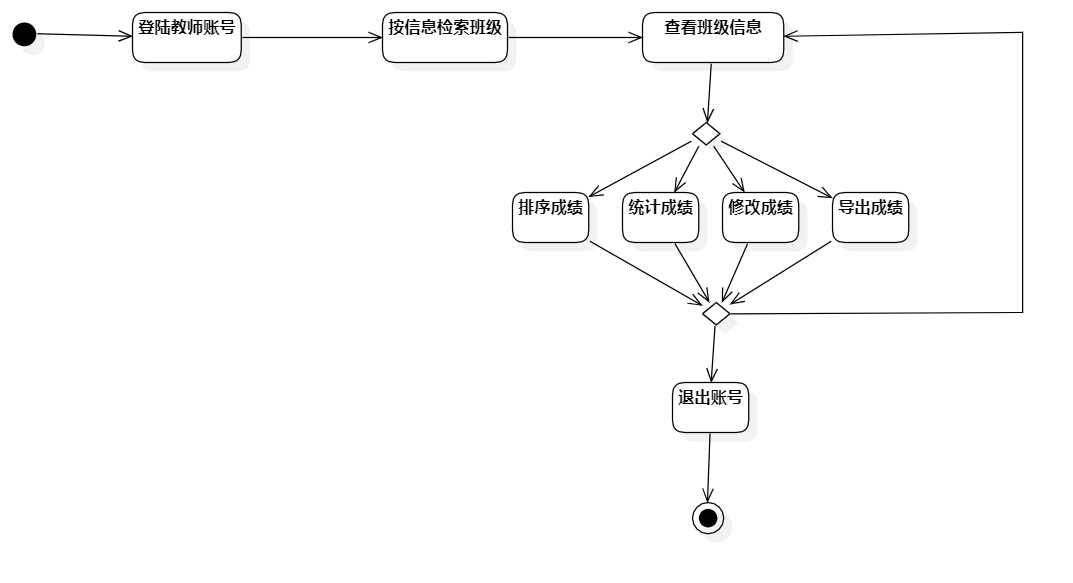 登陆教师账号
按信息检索班级
查看班级信息
排序成绩
统计成绩
修改成绩
导出成绩
退出账号